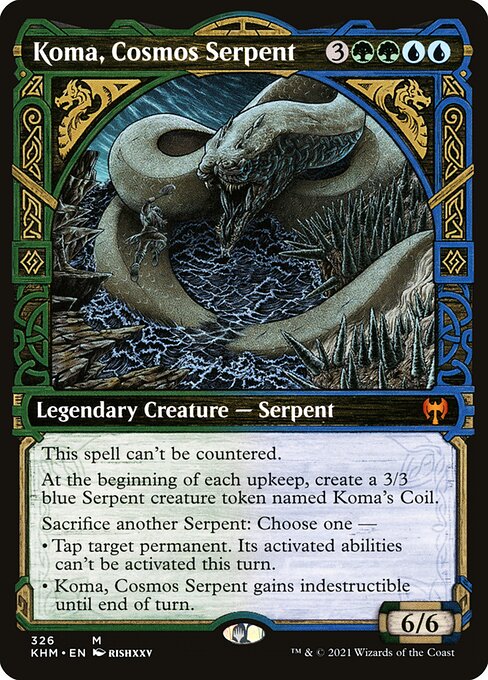 Koma, Cosmos Serpent 3
Legendary Creature — Serpent
This spell can't be countered.
At the beginning of each upkeep, create a 3/3
blue Serpent creature token named Koma's Coil.
Sacrifice another Serpent: Choose one —
• Tap target permanent. Its activated abilities
can't be activated this turn.
• Koma, Cosmos Serpent gains indestructible
until end of turn.
6/6
326 M
KHM • EN RISHXXV
™ & © 2021 Wizards of the Coast